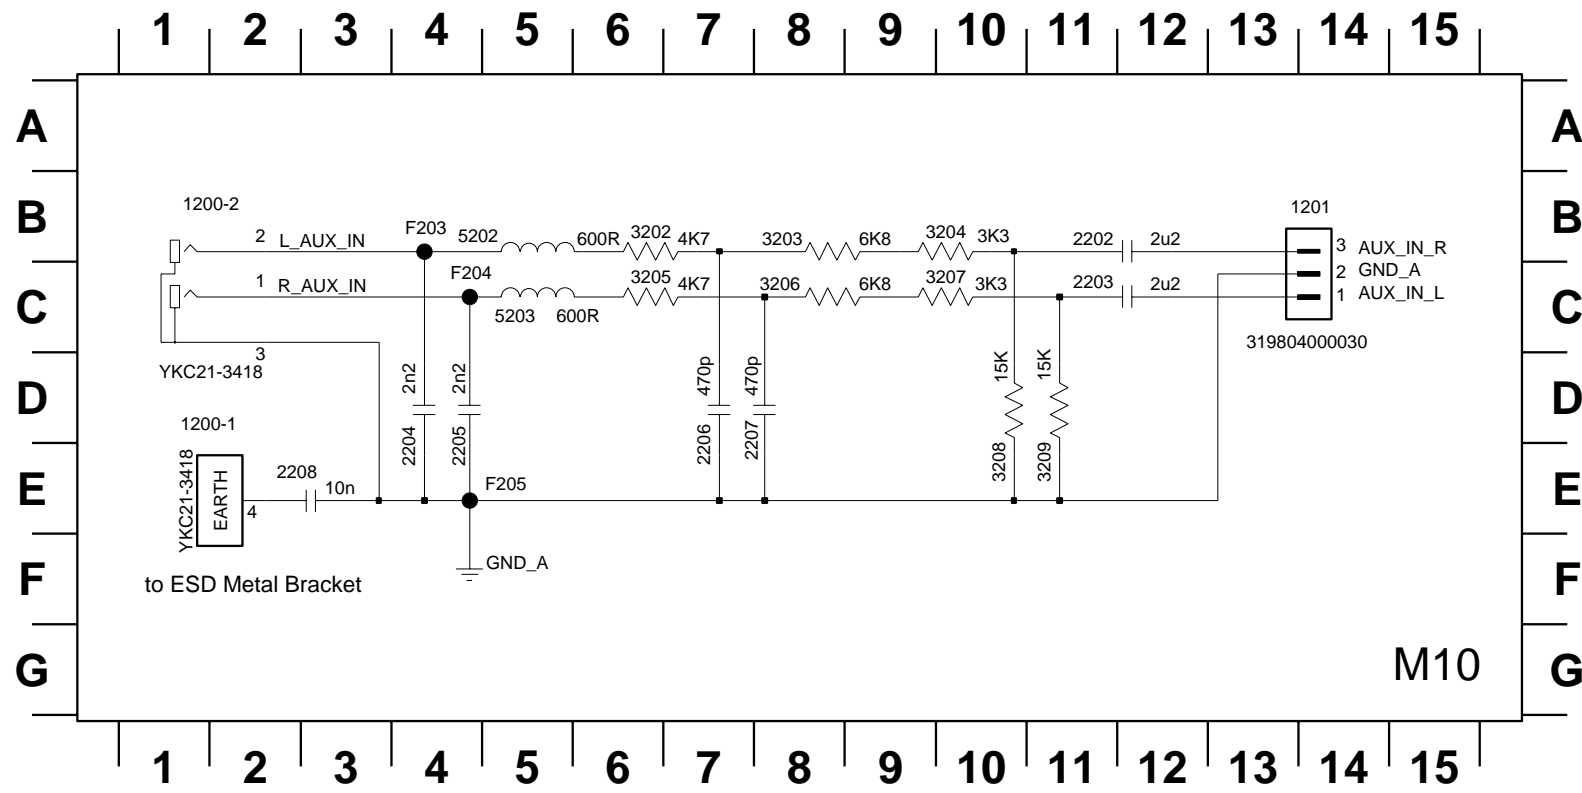 1 2 3 4 5 6 7 8 9 10 11 12 13 14 15
A A
B B
C C
D D
E E
F F
G G
1200-2
2 L_AUX_IN
F203
5202
600R
3202
4K7
3203
6K8
3204
3K3
2202
2u2
1201
3 AUX_IN_R
2 GND_A
1 AUX_IN_L
319804000030
1 R_AUX_IN
F204
5203
600R
3205
4K7
3206
6K8
3207
3K3
2203
2u2
3
YKC21-3418
2n2
2204
2n2
2205
470p
2206
470p
2207
15K
3208
15K
3209
1200-1
YKC21-3418
EARTH
4
2208
10n
F205
GND_A
to ESD Metal Bracket
M10
1 2 3 4 5 6 7 8 9 10 11 12 13 14 15